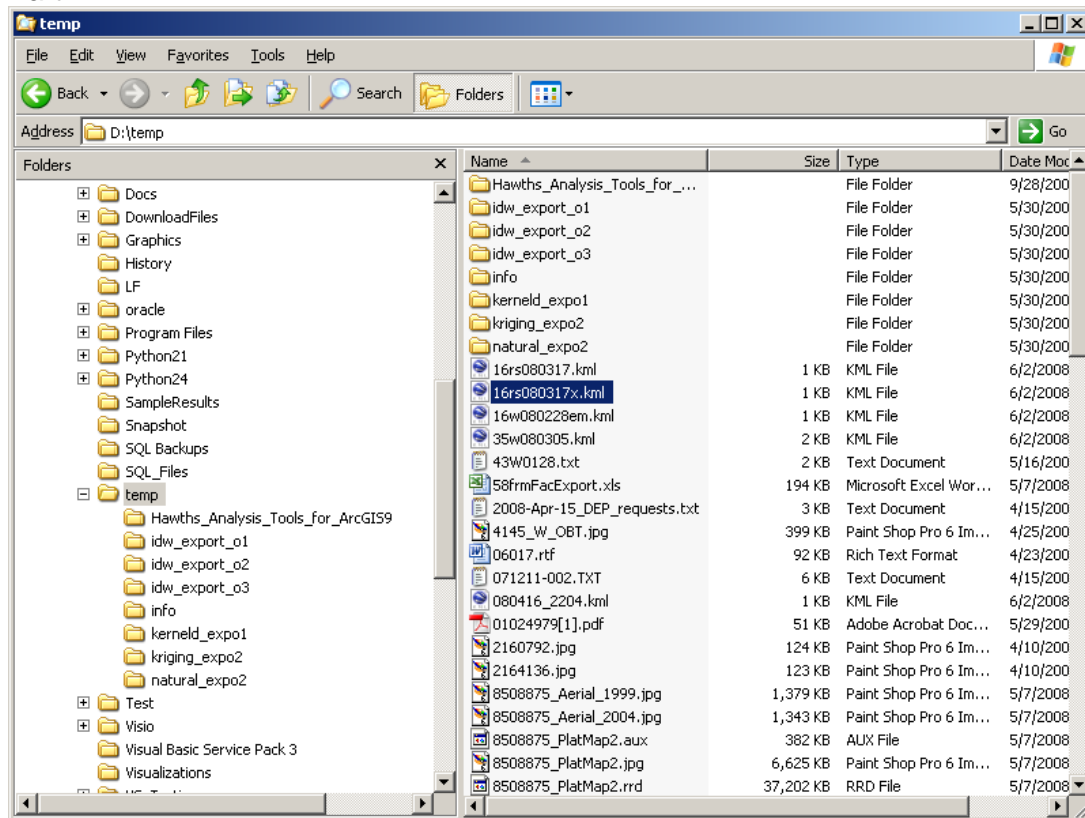 temp
File Edit View Favorites Tools Help
Back Search Folders
Address D:\temp Go
Folders x
Docs
DownloadFiles
Graphics
History
LF
oracle
Program Files
Python21
Python24
SampleResults
Snapshot
SQL Backups
SQL_Files
temp
Hawths_Analysis_Tools_for_ArcGIS9
idw_export_o1
idw_export_o2
idw_export_o3
info
kerneld_expo1
kriging_expo2
natural_expo2
Test
Visio
Visual Basic Service Pack 3
Visualizations
Name Size Type Date Moc
Hawths_Analysis_Tools_for_... File Folder 9/28/200
idw_export_o1 File Folder 5/30/200
idw_export_o2 File Folder 5/30/200
idw_export_o3 File Folder 5/30/200
info File Folder 5/30/200
kerneld_expo1 File Folder 5/30/200
kriging_expo2 File Folder 5/30/200
natural_expo2 File Folder 5/30/200
16rs080317.kml 1 KB KML File 6/2/2008
16rs080317x.kml 1 KB KML File 6/2/2008
16w080228em.kml 1 KB KML File 6/2/2008
35w080305.kml 2 KB KML File 6/2/2008
43W0128.txt 2 KB Text Document 5/16/200
58frmFacExport.xls 194 KB Microsoft Excel Wor... 5/7/2008
2008-Apr-15_DEP_requests.txt 3 KB Text Document 4/15/200
4145_W_OBT.jpg 399 KB Paint Shop Pro 6 Im... 4/25/200
06017.rtf 92 KB Rich Text Format 4/23/200
071211-002.TXT 6 KB Text Document 4/15/200
080416_2204.kml 1 KB KML File 6/2/2008
01024979[1].pdf 51 KB Adobe Acrobat Doc... 5/29/200
2160792.jpg 124 KB Paint Shop Pro 6 Im... 4/10/200
2164136.jpg 123 KB Paint Shop Pro 6 Im... 4/10/200
8508875_Aerial_1999.jpg 1,379 KB Paint Shop Pro 6 Im... 5/7/2008
8508875_Aerial_2004.jpg 1,343 KB Paint Shop Pro 6 Im... 5/7/2008
8508875_PlatMap2.aux 382 KB AUX File 5/7/2008
8508875_PlatMap2.jpg 6,625 KB Paint Shop Pro 6 Im... 5/7/2008
8508875_PlatMap2.rrd 37,202 KB RRD File 5/7/2008